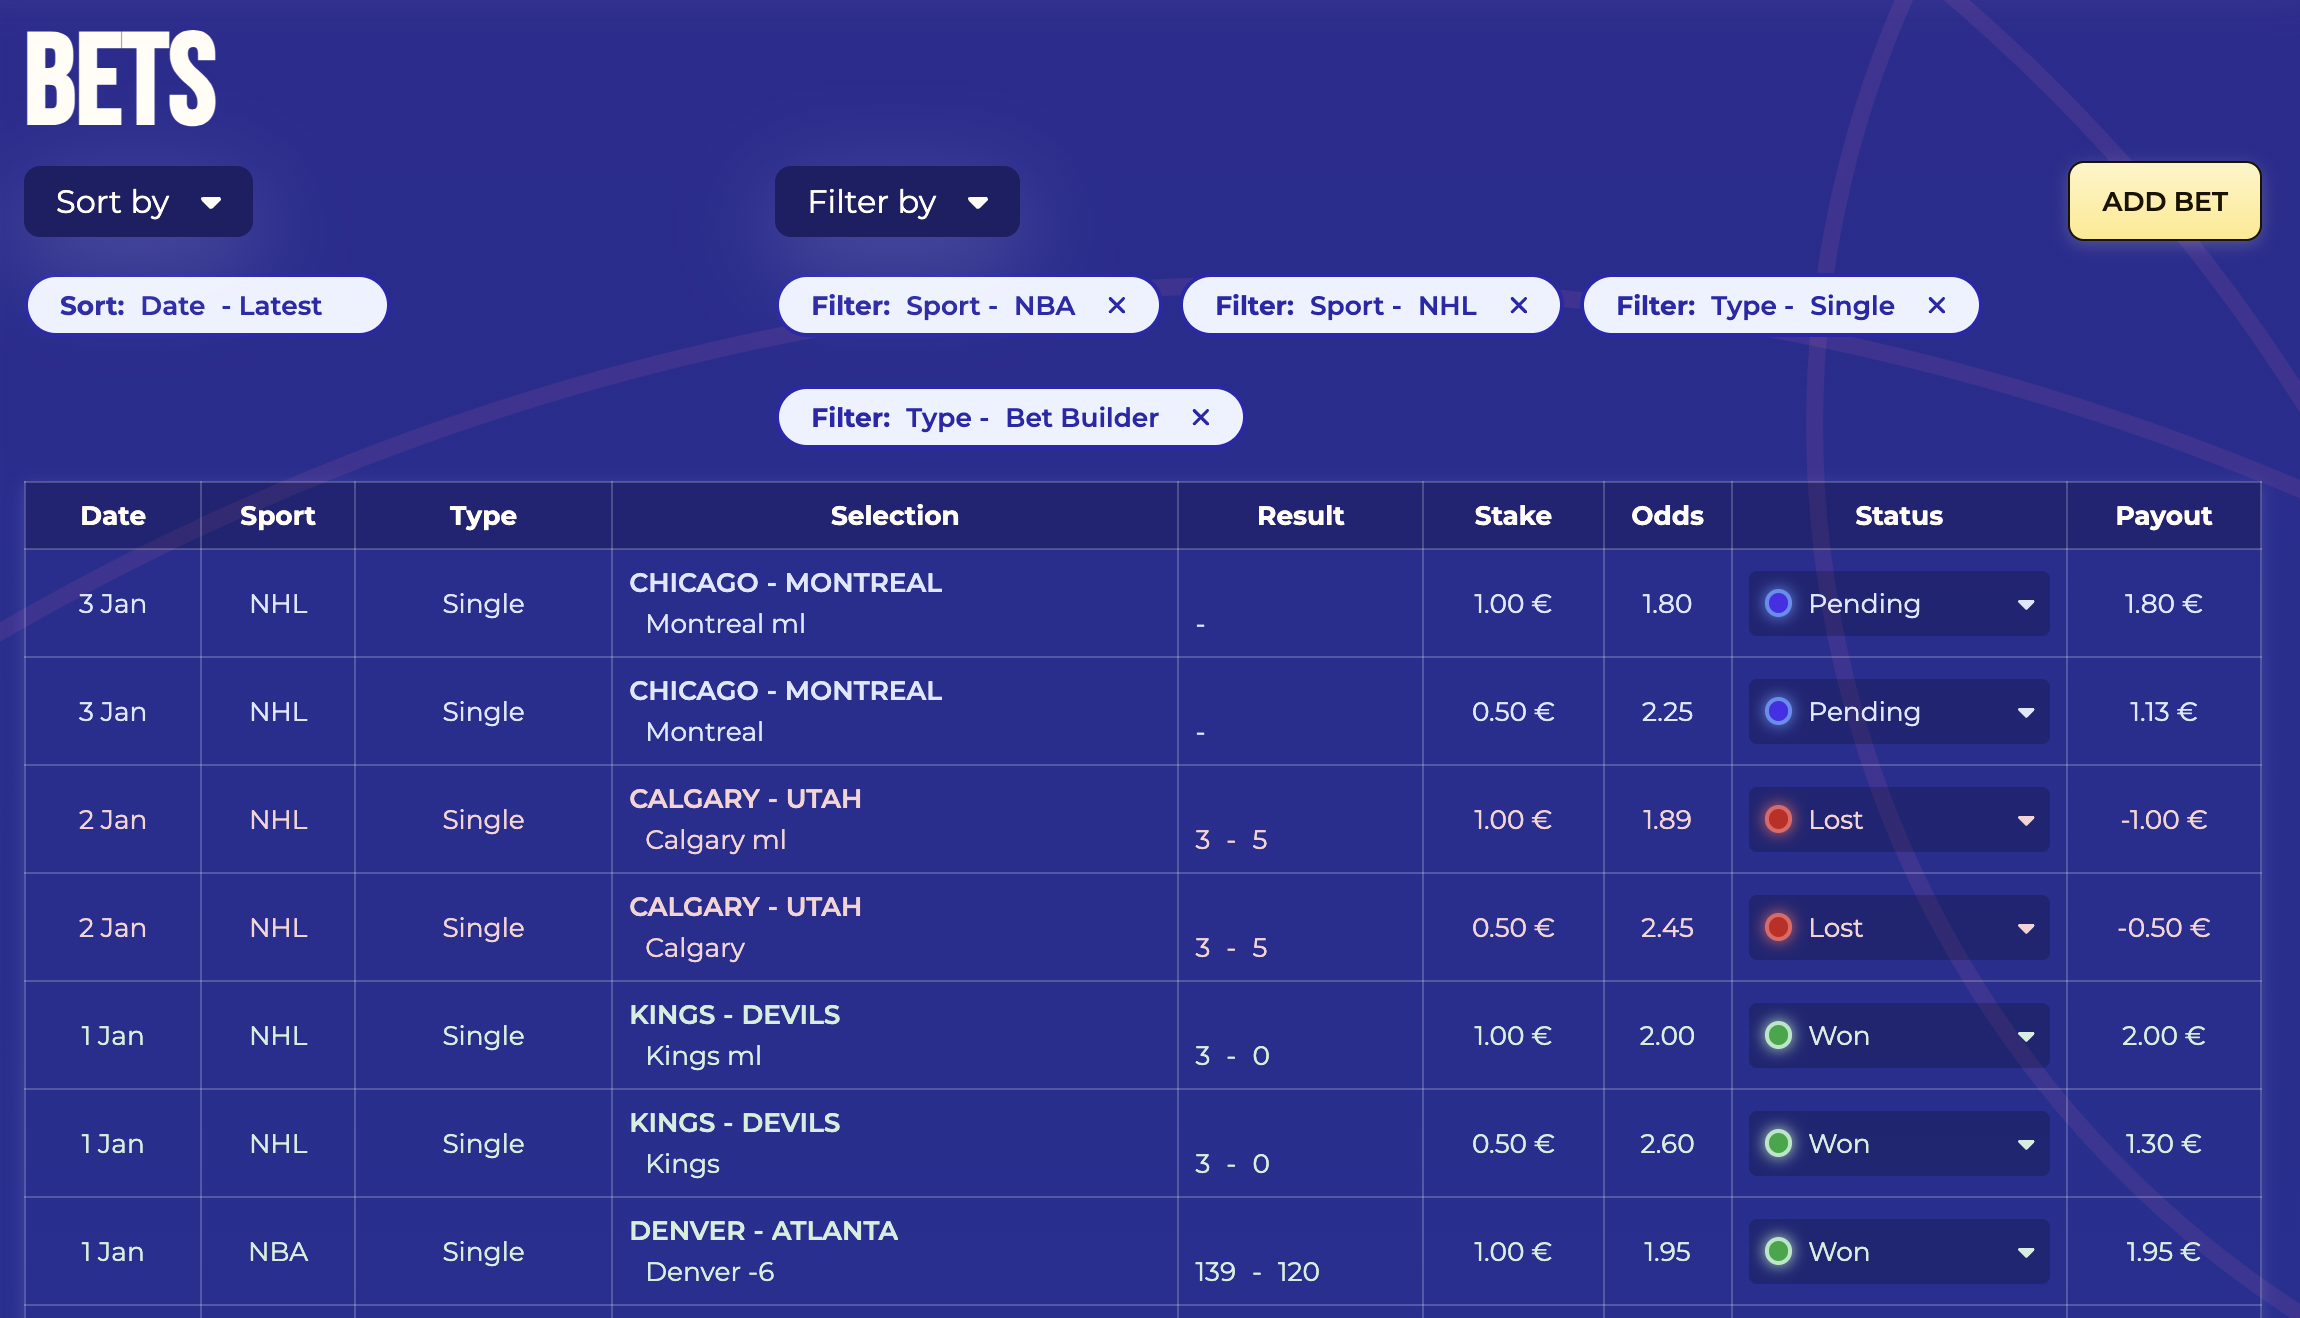 BETS
Sort by
Filter by
ADD BET
Sort: Date - Latest
Filter: Sport - NBA ✕
Filter: Sport - NHL ✕
Filter: Type - Single ✕
Filter: Type - Bet Builder ✕
Date Sport Type Selection Result Stake Odds Status Payout
3 Jan NHL Single CHICAGO - MONTREAL Montreal ml - 1.00 € 1.80 Pending 1.80 €
3 Jan NHL Single CHICAGO - MONTREAL Montreal - 0.50 € 2.25 Pending 1.13 €
2 Jan NHL Single CALGARY - UTAH Calgary ml 3 - 5 1.00 € 1.89 Lost -1.00 €
2 Jan NHL Single CALGARY - UTAH Calgary 3 - 5 0.50 € 2.45 Lost -0.50 €
1 Jan NHL Single KINGS - DEVILS Kings ml 3 - 0 1.00 € 2.00 Won 2.00 €
1 Jan NHL Single KINGS - DEVILS Kings 3 - 0 0.50 € 2.60 Won 1.30 €
1 Jan NBA Single DENVER - ATLANTA Denver -6 139 - 120 1.00 € 1.95 Won 1.95 €